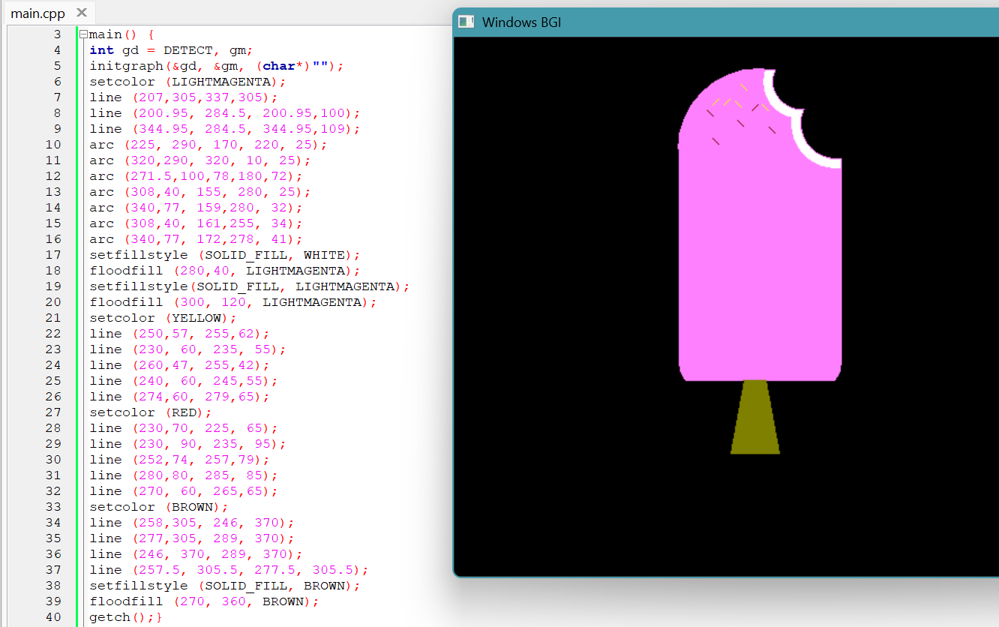 main.cpp
Windows BGI
3 main() {
4 int gd = DETECT, gm;
5 initgraph(&gd, &gm, (char*)"");
6 setcolor (LIGHTMAGENTA);
7 line (207,305,337,305);
8 line (200.95, 284.5, 200.95,100);
9 line (344.95, 284.5, 344.95,109);
10 arc (225, 290, 170, 220, 25);
11 arc (320,290, 320, 10, 25);
12 arc (271.5,100,78,180,72);
13 arc (308,40, 155, 280, 25);
14 arc (340,77, 159,280, 32);
15 arc (308,40, 161,255, 34);
16 arc (340,77, 172,278, 41);
17 setfillstyle (SOLID_FILL, WHITE);
18 floodfill (280,40, LIGHTMAGENTA);
19 setfillstyle(SOLID_FILL, LIGHTMAGENTA);
20 floodfill (300, 120, LIGHTMAGENTA);
21 setcolor (YELLOW);
22 line (250,57, 255,62);
23 line (230, 60, 235, 55);
24 line (260,47, 255,42);
25 line (240, 60, 245,55);
26 line (274,60, 279,65);
27 setcolor (RED);
28 line (230,70, 225, 65);
29 line (230, 90, 235, 95);
30 line (252,74, 257,79);
31 line (280,80, 285, 85);
32 line (270, 60, 265,65);
33 setcolor (BROWN);
34 line (258,305, 246, 370);
35 line (277,305, 289, 370);
36 line (246, 370, 289, 370);
37 line (257.5, 305.5, 277.5, 305.5);
38 setfillstyle (SOLID_FILL, BROWN);
39 floodfill (270, 360, BROWN);
40 getch();}